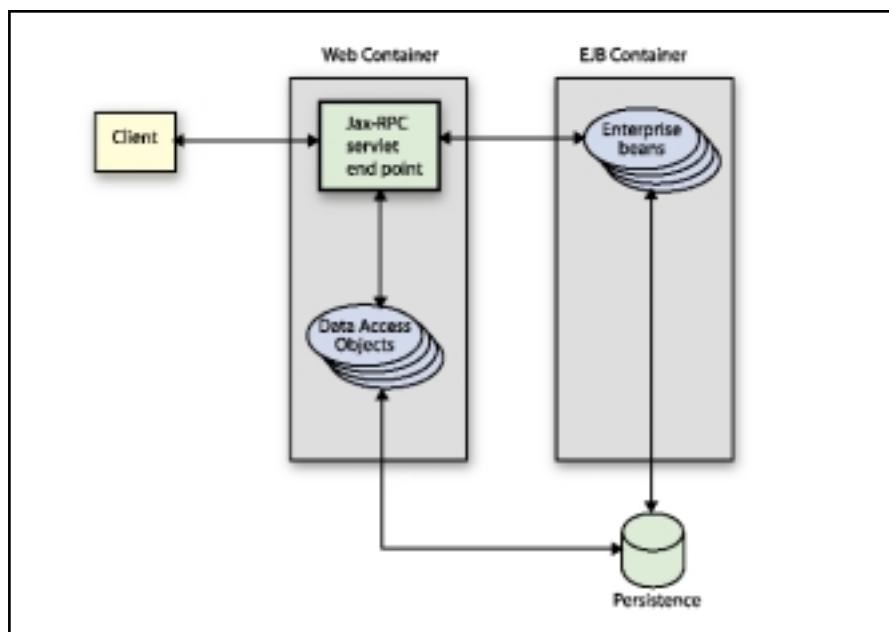 Web Container
EJB Container
Client
Jax-RPC
servlet
end point
Enterprise
beans
Data Access
Objects
Persistence